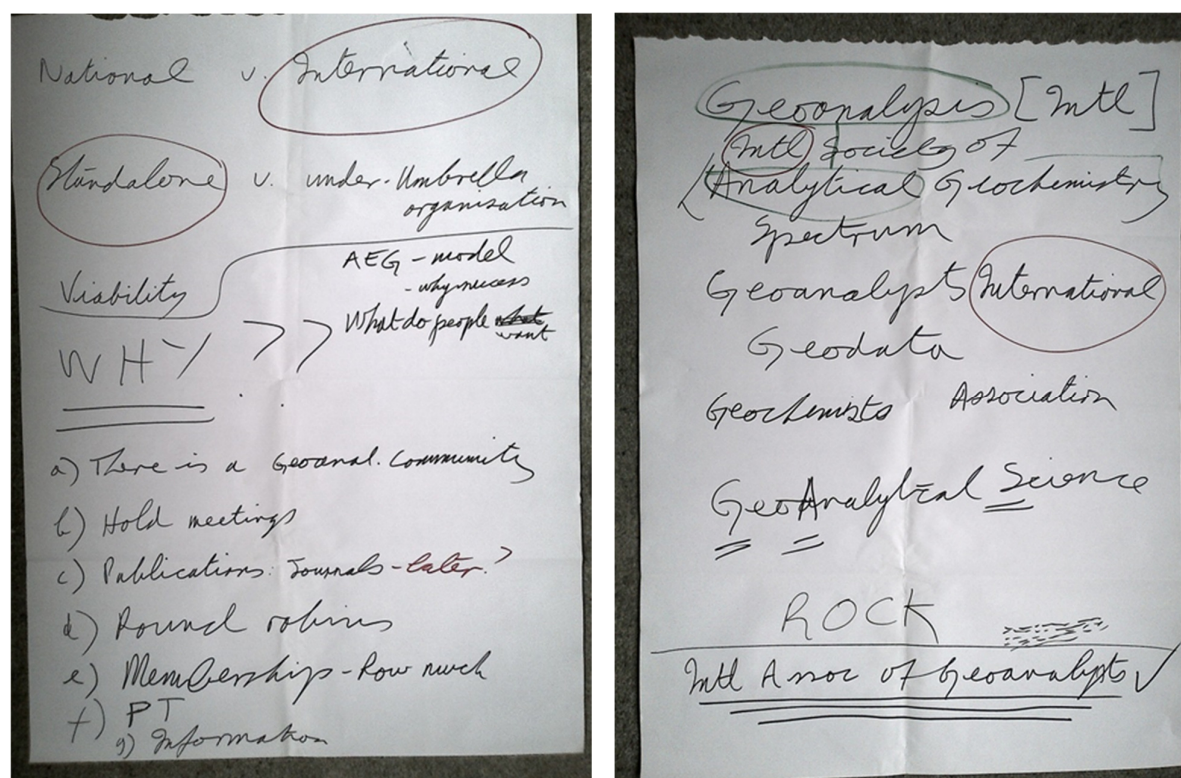 National v. International
Standalone v. under-Umbrella
organisation
Viability
AEG - model
- why success
What do people what
want
WHY
a) There is a Geoanal. Community
b) Hold meetings
c) Publications: Journals - later?
d) Round robins
e) Memberships - How much
f) PT
g) Information
Geoanalysis [Intl]
Intl Society of
Analytical Geochemistry
Spectrum
Geoanalysts International
Geodata
Geochemists Association
GeoAnalytical Science
ROCK
Intl Assoc of Geoanalysts ✓